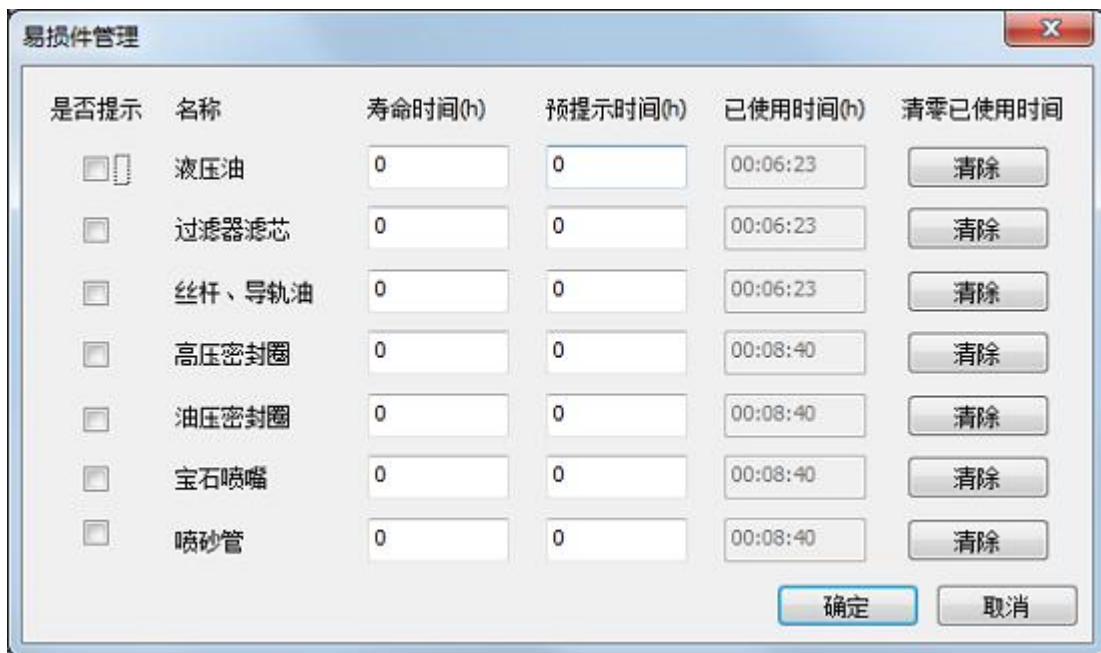 易损件管理
是否提示 名称 寿命时间(h) 预提示时间(h) 已使用时间(h) 清零已使用时间
液压油 0 0 00:06:23 清除
过滤器滤芯 0 0 00:06:23 清除
丝杆、导轨油 0 0 00:06:23 清除
高压密封圈 0 0 00:08:40 清除
油压密封圈 0 0 00:08:40 清除
宝石喷嘴 0 0 00:08:40 清除
喷砂管 0 0 00:08:40 清除
确定 取消